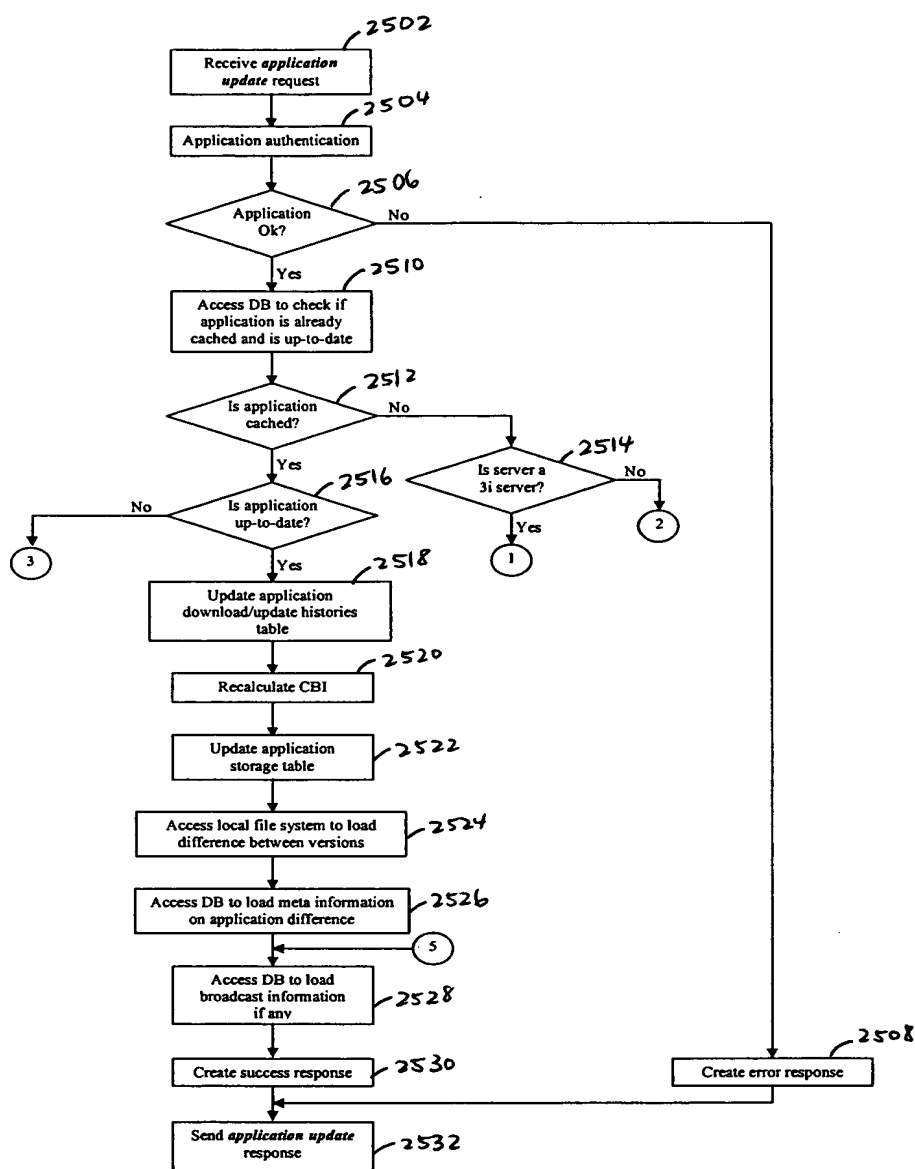 2502
Receive application
update request
2504
Application authentication
2506
Application
Ok?
No
Yes
2510
Access DB to check if
application is already
cached and is up-to-date
2512
Is application
cached?
No
Yes
2514
Is server a
3i server?
No
2
Yes
1
2516
Is application
up-to-date?
No
3
Yes
2518
Update application
download/update histories
table
2520
Recalculate CBI
Update application
storage table
2522
Access local file system to load
difference between versions
2524
Access DB to load meta information
on application difference
2526
5
Access DB to load
broadcast information
if any
2528
2508
Create success response
2530
Create error response
Send application update
response
2532